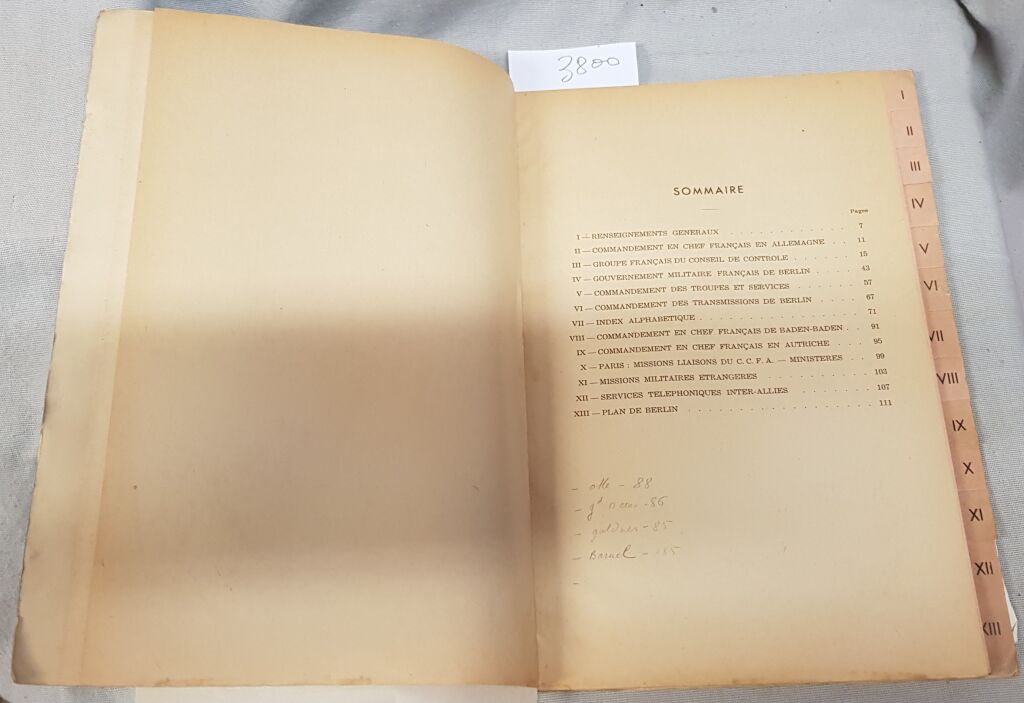 3800
SOMMAIRE
Pages
I — RENSEIGNEMENTS GENERAUX . . . . . . . . . . . 7
II — COMMANDEMENT EN CHEF FRANÇAIS EN ALLEMAGNE . . 11
III — GROUPE FRANÇAIS DU CONSEIL DE CONTROLE . . . . . . 15
IV — GOUVERNEMENT MILITAIRE FRANÇAIS DE BERLIN . . . . 43
V — COMMANDEMENT DES TROUPES ET SERVICES . . . . . . 57
VI — COMMANDEMENT DES TRANSMISSIONS DE BERLIN . . . . 67
VII — INDEX ALPHABETIQUE . . . . . . . . . . . . . . 71
VIII — COMMANDEMENT EN CHEF FRANÇAIS DE BADEN-BADEN . . 91
IX — COMMANDEMENT EN CHEF FRANÇAIS EN AUTRICHE . . . 95
X — PARIS : MISSIONS LIAISONS DU C. C. F. A. — MINISTERES . . 99
XI — MISSIONS MILITAIRES ETRANGERES . . . . . . . . . . 103
XII — SERVICES TELEPHONIQUES INTER-ALLIES . . . . . . . 107
XIII — PLAN DE BERLIN . . . . . . . . . . . . . . . . . . 111
- 88
- 86
- - 85
-
-
I
II
III
IV
V
VI
VII
VIII
IX
X
XI
XII
XIII